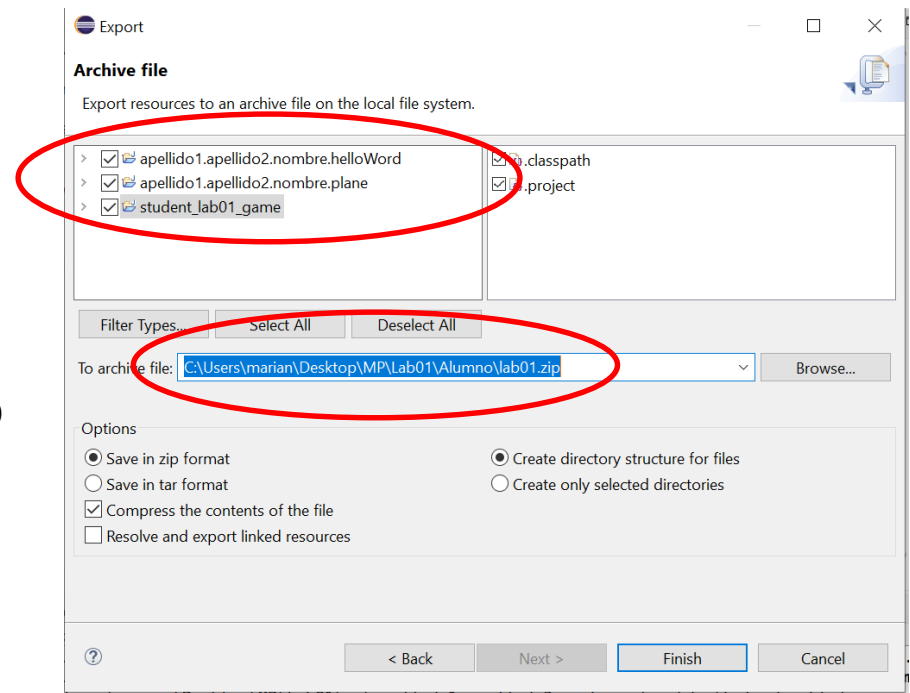 Export
Archive file
Export resources to an archive file on the local file system.
apellido1.apellido2.nombre.helloWord
apellido1.apellido2.nombre.plane
student_lab01_game
.classpath
.project
Filter Types... Select All Deselect All
To archive file: C:\Users\marian\Desktop\MP\Lab01\Alumno\lab01.zip Browse...
)
Options
Save in zip format
Save in tar format
Compress the contents of the file
Resolve and export linked resources
Create directory structure for files
Create only selected directories
? < Back Next > Finish Cancel